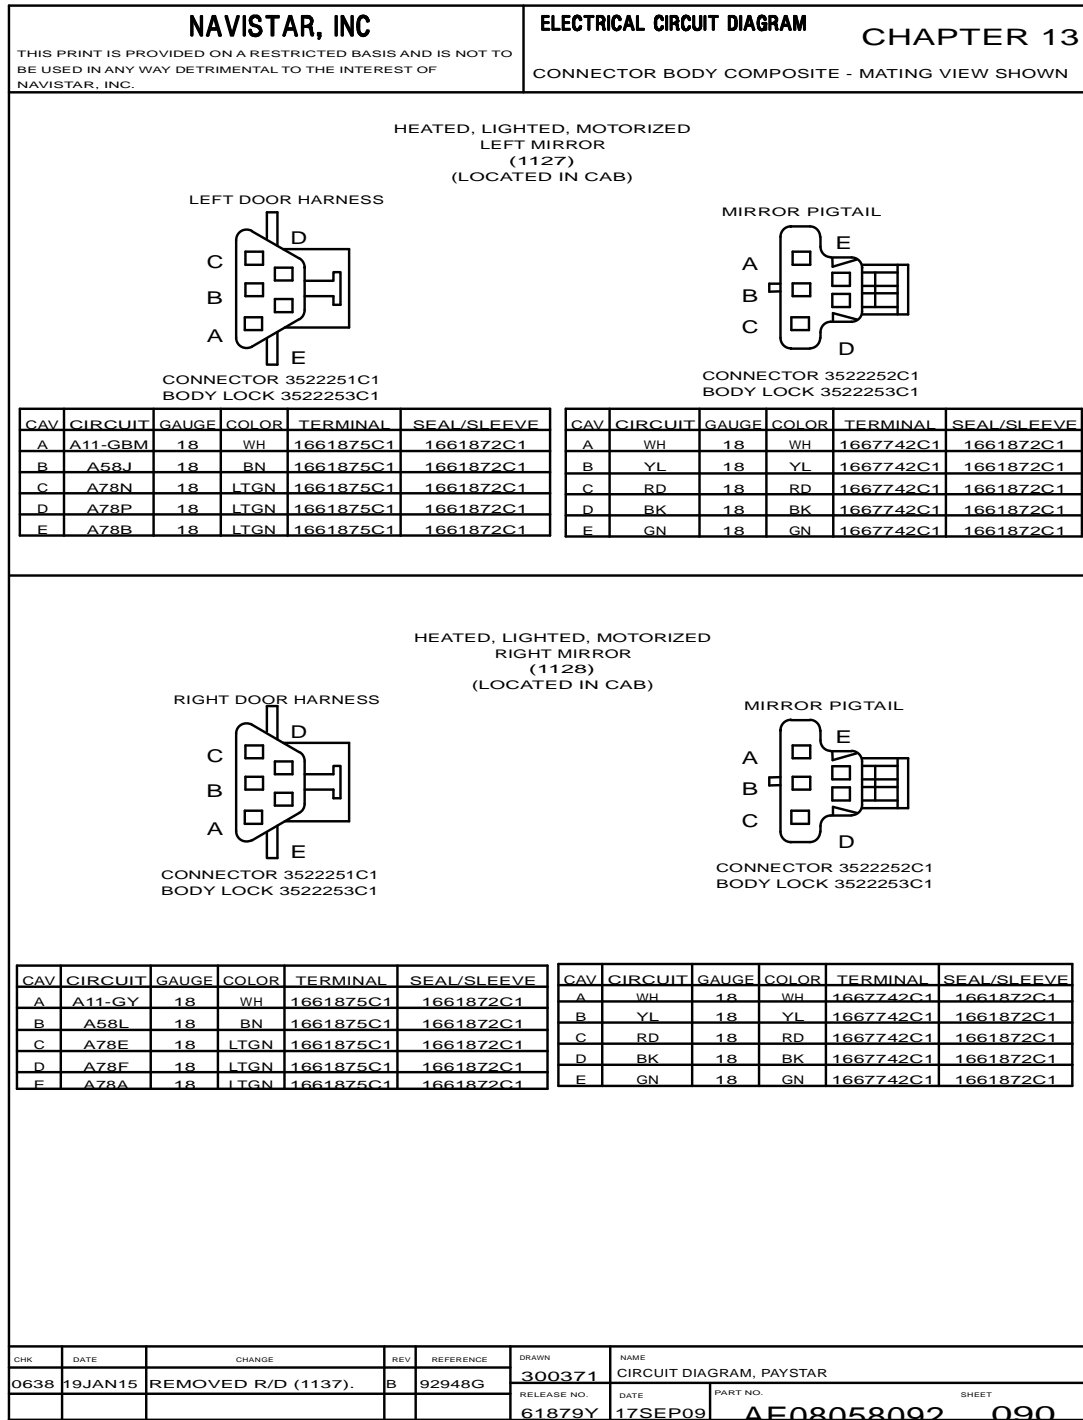 NAVISTAR, INC
THIS PRINT IS PROVIDED ON A RESTRICTED BASIS AND IS NOT TO
BE USED IN ANY WAY DETRIMENTAL TO THE INTEREST OF
NAVISTAR, INC.
ELECTRICAL CIRCUIT DIAGRAM
CHAPTER 13
CONNECTOR BODY COMPOSITE - MATING VIEW SHOWN
HEATED, LIGHTED, MOTORIZED
LEFT MIRROR
(1127)
(LOCATED IN CAB)
LEFT DOOR HARNESS
D
C
B
A
E
CONNECTOR 3522251C1
BODY LOCK 3522253C1
MIRROR PIGTAIL
E
A
B
C
D
CONNECTOR 3522252C1
BODY LOCK 3522253C1
CAV CIRCUIT GAUGE COLOR TERMINAL SEAL/SLEEVE
A A11-GBM 18 WH 1661875C1 1661872C1
B A58J 18 BN 1661875C1 1661872C1
C A78N 18 LTGN 1661875C1 1661872C1
D A78P 18 LTGN 1661875C1 1661872C1
E A78B 18 LTGN 1661875C1 1661872C1
CAV CIRCUIT GAUGE COLOR TERMINAL SEAL/SLEEVE
A WH 18 WH 1667742C1 1661872C1
B YL 18 YL 1667742C1 1661872C1
C RD 18 RD 1667742C1 1661872C1
D BK 18 BK 1667742C1 1661872C1
E GN 18 GN 1667742C1 1661872C1
HEATED, LIGHTED, MOTORIZED
RIGHT MIRROR
(1128)
(LOCATED IN CAB)
RIGHT DOOR HARNESS
D
C
B
A
E
CONNECTOR 3522251C1
BODY LOCK 3522253C1
MIRROR PIGTAIL
E
A
B
C
D
CONNECTOR 3522252C1
BODY LOCK 3522253C1
CAV CIRCUIT GAUGE COLOR TERMINAL SEAL/SLEEVE
A A11-GY 18 WH 1661875C1 1661872C1
B A58L 18 BN 1661875C1 1661872C1
C A78E 18 LTGN 1661875C1 1661872C1
D A78F 18 LTGN 1661875C1 1661872C1
E A78A 18 LTGN 1661875C1 1661872C1
CAV CIRCUIT GAUGE COLOR TERMINAL SEAL/SLEEVE
A WH 18 WH 1667742C1 1661872C1
B YL 18 YL 1667742C1 1661872C1
C RD 18 RD 1667742C1 1661872C1
D BK 18 BK 1667742C1 1661872C1
E GN 18 GN 1667742C1 1661872C1
CHK DATE CHANGE REV REFERENCE
0638 19JAN15 REMOVED R/D (1137). B 92948G
DRAWN
300371
NAME
CIRCUIT DIAGRAM, PAYSTAR
RELEASE NO.
61879Y
DATE
17SEP09
PART NO.
AE08058092
SHEET
090